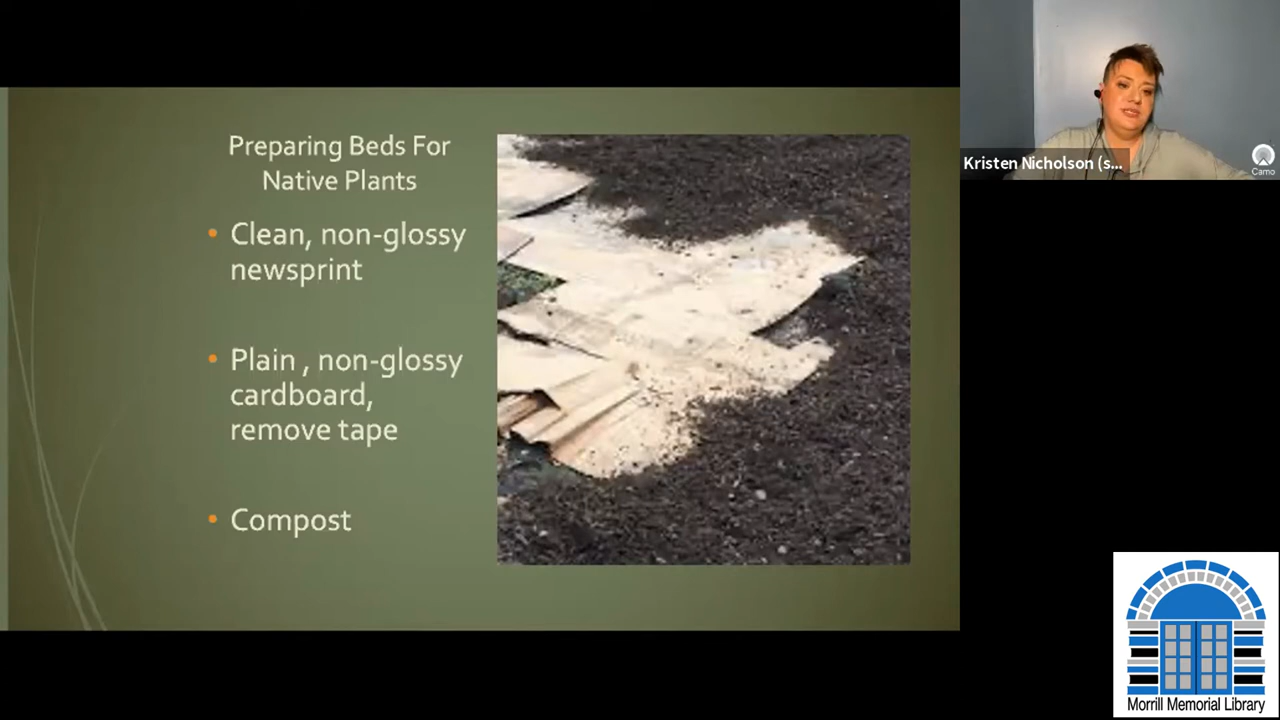 Preparing Beds For
Native Plants
• Clean, non-glossy
newsprint
• Plain , non-glossy
cardboard,
remove tape
• Compost
Kristen Nicholson (s...
Camo
Morrill Memorial Library